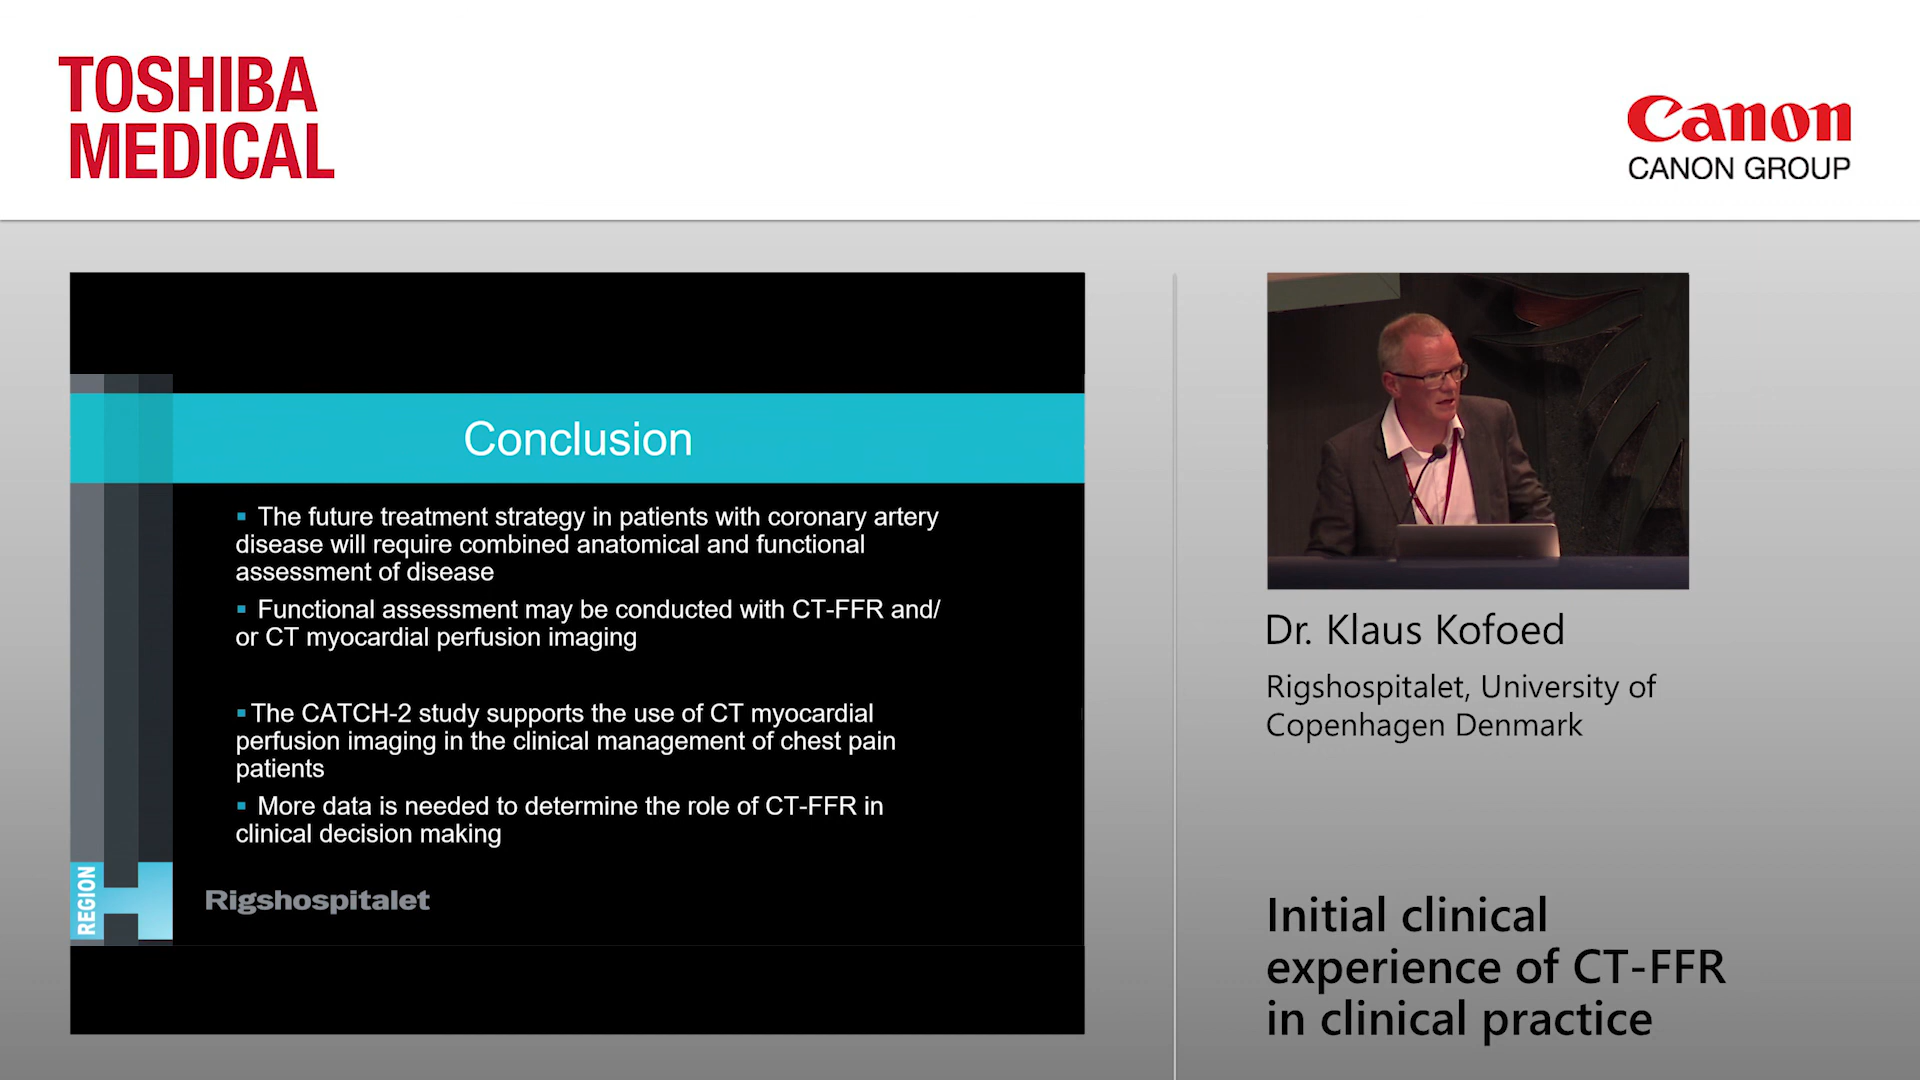 TOSHIBA
MEDICAL
Canon
CANON GROUP
Conclusion
▪ The future treatment strategy in patients with coronary artery
disease will require combined anatomical and functional
assessment of disease
▪ Functional assessment may be conducted with CT-FFR and/
or CT myocardial perfusion imaging
▪ The CATCH-2 study supports the use of CT myocardial
perfusion imaging in the clinical management of chest pain
patients
▪ More data is needed to determine the role of CT-FFR in
clinical decision making
REGION
Rigshospitalet
Dr. Klaus Kofoed
Rigshospitalet, University of
Copenhagen Denmark
Initial clinical
experience of CT-FFR
in clinical practice